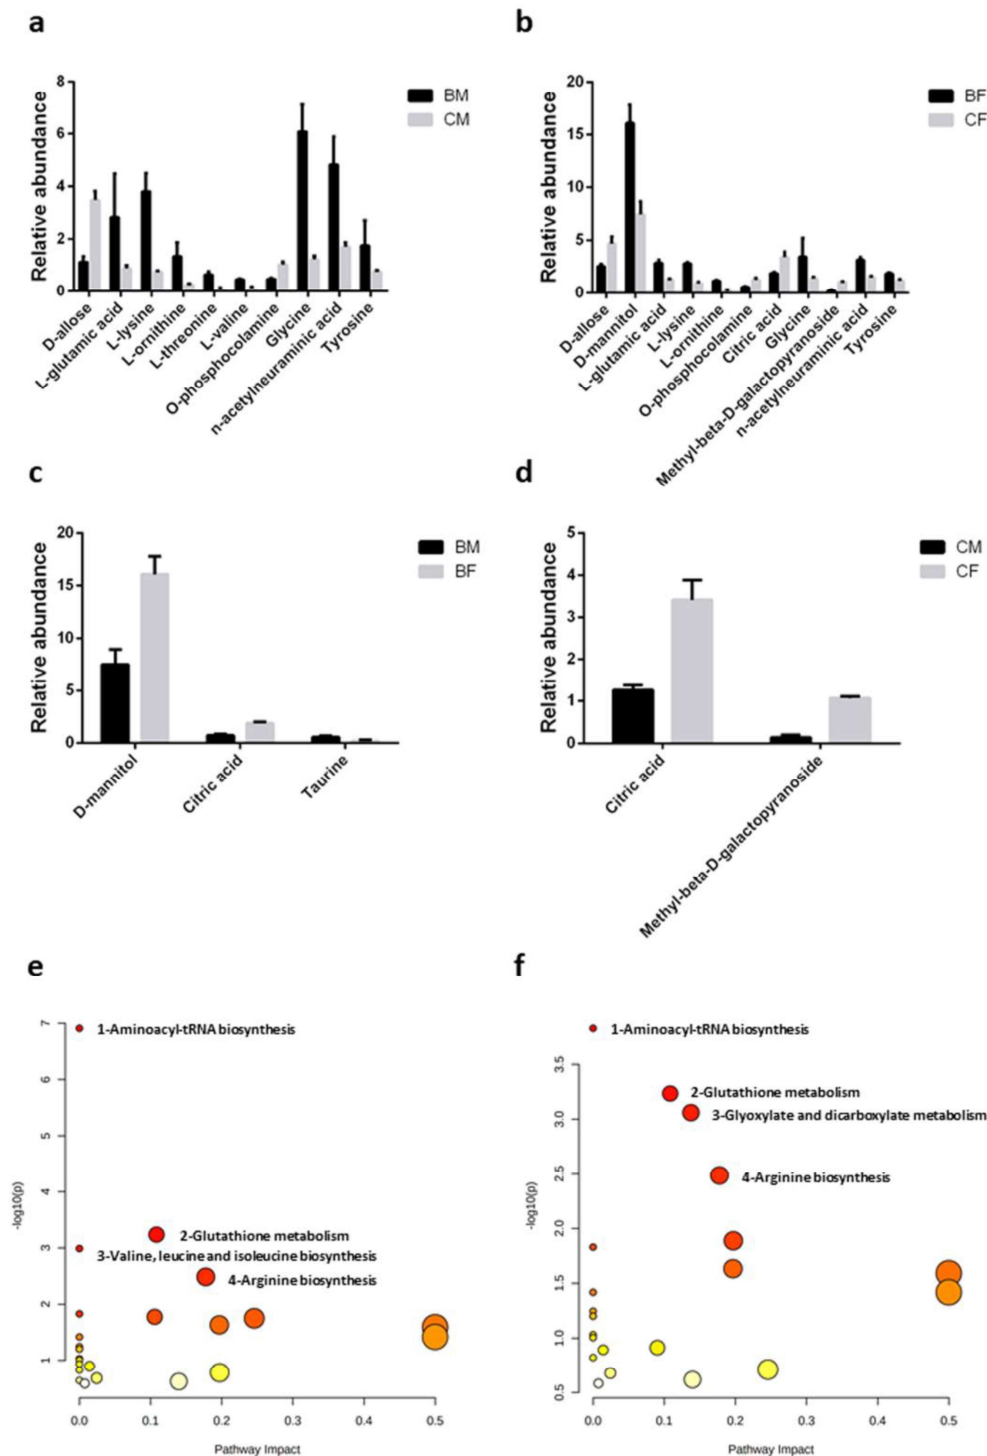 a
b
Relative abundance
8
6
4
2
0
BM
CM
D-allose
L-glutamic acid
L-lysine
L-ornithine
L-threonine
L-valine
O-phosphocolamine
Glycine
n-acetylneuraminic acid
Tyrosine
Relative abundance
20
15
10
5
0
BF
CF
D-allose
D-mannitol
L-glutamic acid
L-lysine
L-ornithine
O-phosphocolamine
Citric acid
Glycine
Methyl-beta-D-galactopyranoside
n-acetylneuraminic acid
Tyrosine
c
d
Relative abundance
20
15
10
5
0
BM
BF
D-mannitol
Citric acid
Taurine
Relative abundance
5
4
3
2
1
0
CM
CF
Citric acid
Methyl-beta-D-galactopyranoside
e
f
-log10(p)
7
6
5
4
3
2
1
1-Aminoacyl-tRNA biosynthesis
2-Glutathione metabolism
3-Valine, leucine and isoleucine biosynthesis
4-Arginine biosynthesis
0.0 0.1 0.2 0.3 0.4 0.5
Pathway Impact
-log10(p)
3.5
3.0
2.5
2.0
1.5
1.0
0.5
1-Aminoacyl-tRNA biosynthesis
2-Glutathione metabolism
3-Glyoxylate and dicarboxylate metabolism
4-Arginine biosynthesis
0.0 0.1 0.2 0.3 0.4 0.5
Pathway Impact